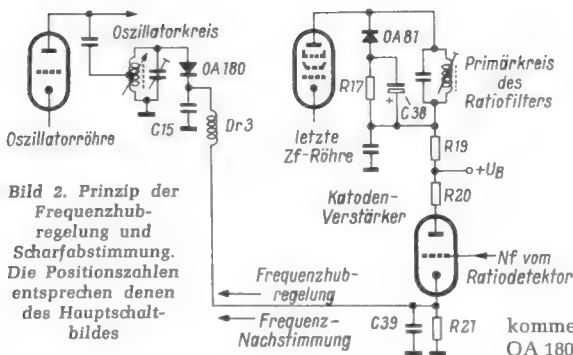 Oszillatorkreis
OA 180
Oszillatorröhre
C15
Dr3
OA 81
R17
C38
+
Primärkreis
des
Ratiofilters
letzte
Zf-Röhre
R19
+UB
R20
Katoden-
Verstärker
Nf vom
Ratiodetektor
Frequenzhub-
regelung
Frequenz-
Nachstimmung
C39
R21
Bild 2. Prinzip der
Frequenzhub-
regelung und
Scharfabstimmung.
Die Positionszahlen
entsprechen denen
des Hauptschalt-
bildes
komme
OA 180